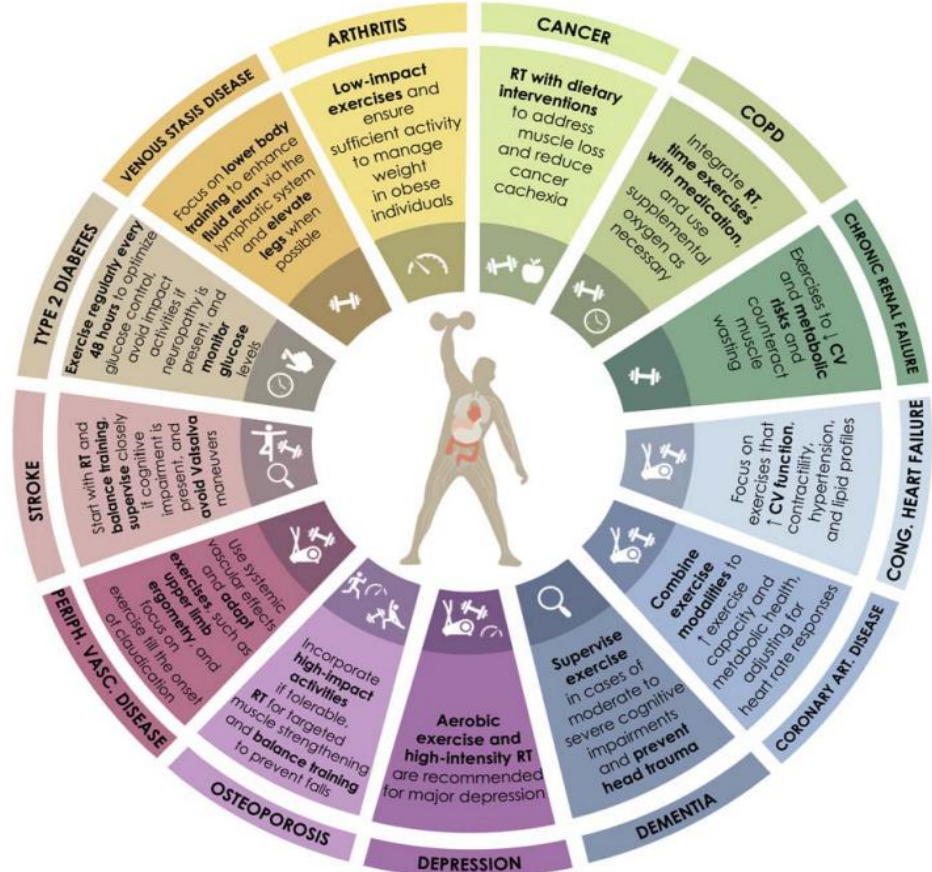 ARTHRITIS
Low-impact
exercises and
ensure
sufficient activity
to manage
weight
in obese
individuals
CANCER
RT with dietary
interventions
to address
muscle loss
and reduce
cancer
cachexia
COPD
Integrate RT,
time exercises
with medication,
and use
supplemental
oxygen as
necessary
CHRONIC RENAL FAILURE
Exercises to ↓ CV
and metabolic
risks and
counteract
muscle
wasting
CONG. HEART FAILURE
Focus on
exercises that
↑ CV function,
contractility,
hypertension,
and lipid profiles
CORONARY ART. DISEASE
Combine
exercise
modalities to
↑ exercise
capacity and
metabolic health,
adjusting for
heart rate responses
DEMENTIA
Supervise
exercise
in cases of
moderate to
severe cognitive
impairments
and prevent
head trauma
DEPRESSION
Aerobic
exercise and
high-intensity RT
are recommended
for major depression
OSTEOPOROSIS
Incorporate
high-impact
activities
if tolerable,
RT for targeted
muscle strengthening
and balance training
to prevent falls
PERIPH. VASC. DISEASE
Use systemic
vascular effects
and adapt
exercises, such as
upper limb
ergometry, and
focus on
exercise till the onset
of claudication
STROKE
Start with RT and
balance training,
supervise closely
if cognitive
impairment is
present, and
avoid Valsalva
maneuvers
TYPE 2 DIABETES
Exercise regularly every
48 hours to optimize
glucose control,
avoid impact
activities if
neuropathy is
present, and
monitor
glucose
levels
VENOUS STASIS DISEASE
Focus on lower body
training to enhance
fluid return via the
lymphatic system
and elevate
legs when
possible